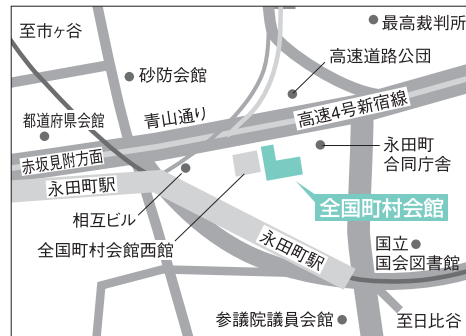 至市ヶ谷
最高裁判所
高速道路公団
砂防会館
青山通り
高速4号新宿線
都道府県会館
赤坂見附方面
永田町
合同庁舎
永田町駅
相互ビル
全国町村会館
全国町村会館西館
永田町駅
国立
国会図書館
参議院議員会館
至日比谷